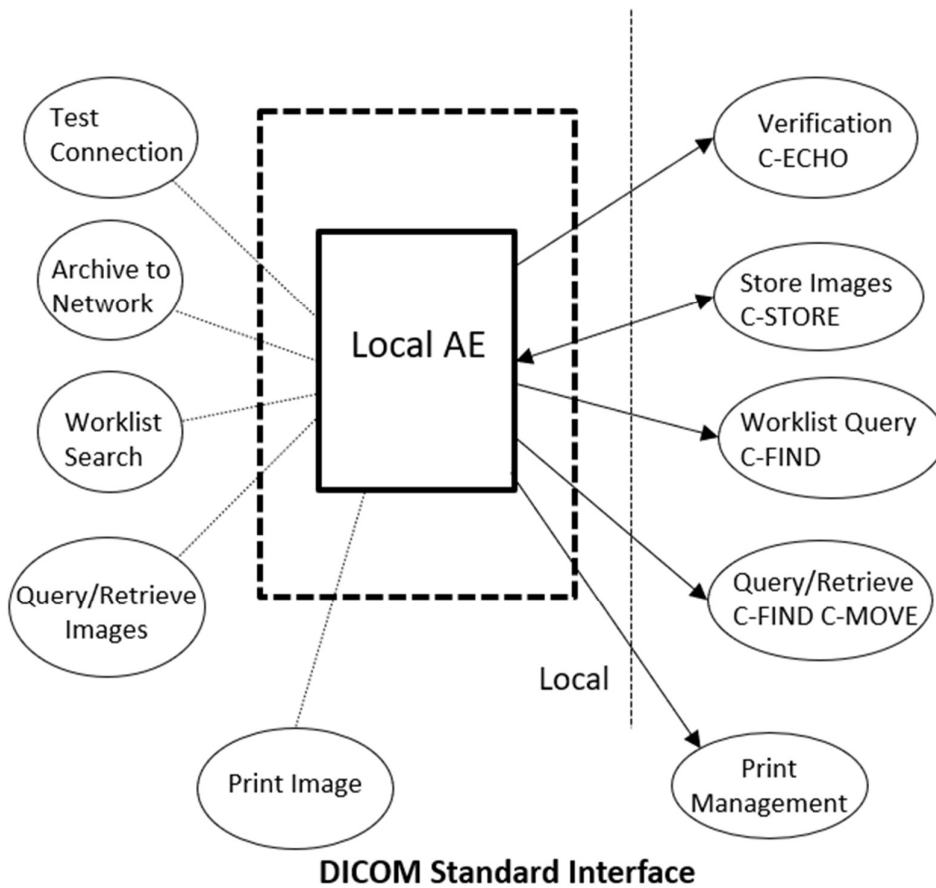 Test
Connection
Archive to
Network
Worklist
Search
Query/Retrieve
Images
Print Image
Local AE
Local
Verification
C-ECHO
Store Images
C-STORE
Worklist Query
C-FIND
Query/Retrieve
C-FIND C-MOVE
Print
Management
DICOM Standard Interface